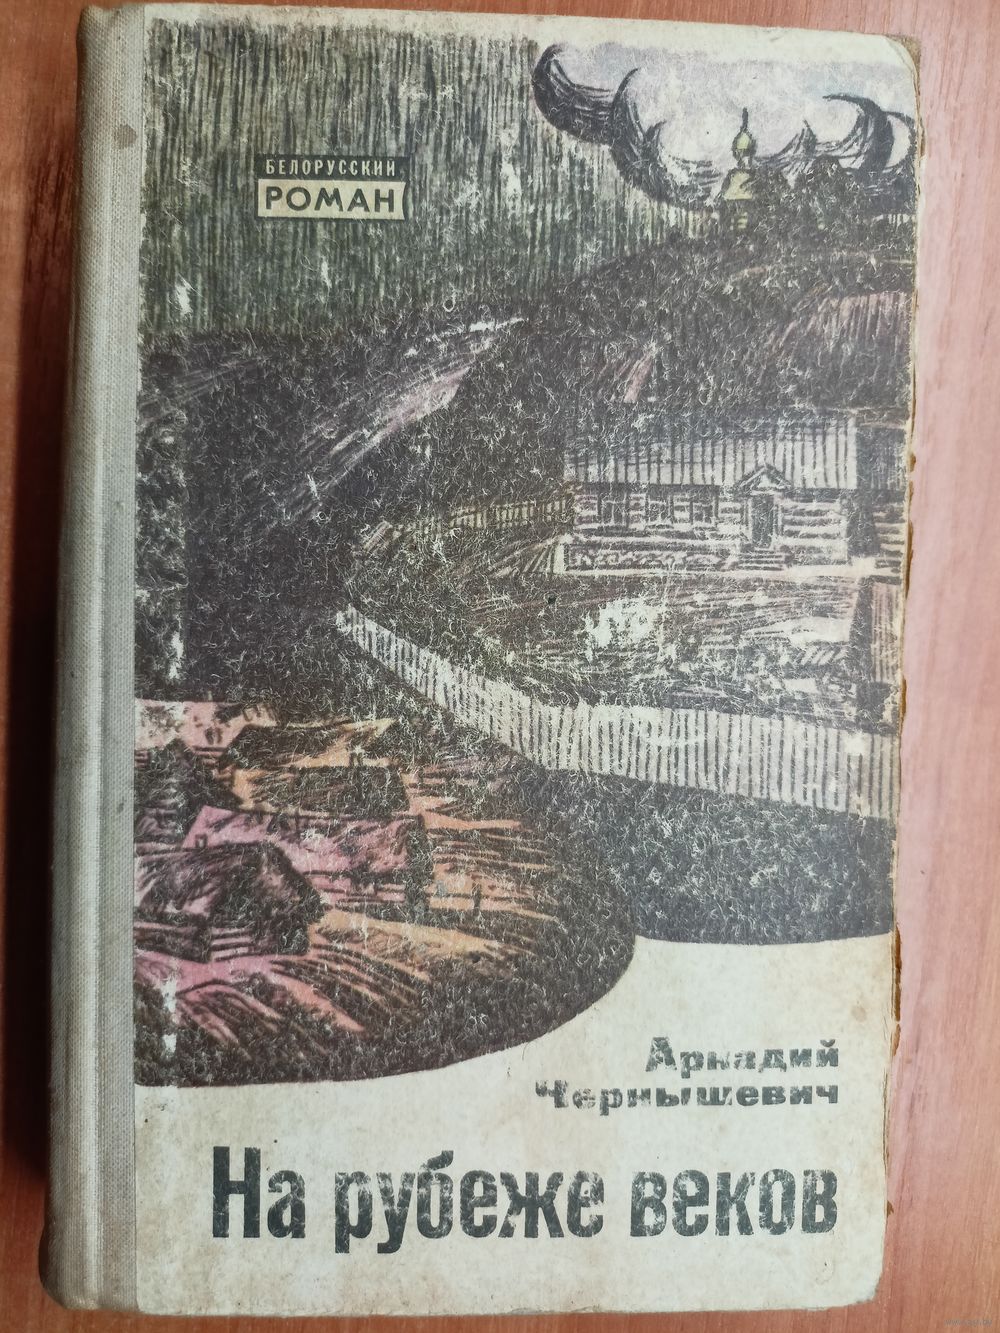 БЕЛОРУССКИЙ
РОМАН
Аркадий
Чернышевич
На рубеже веков